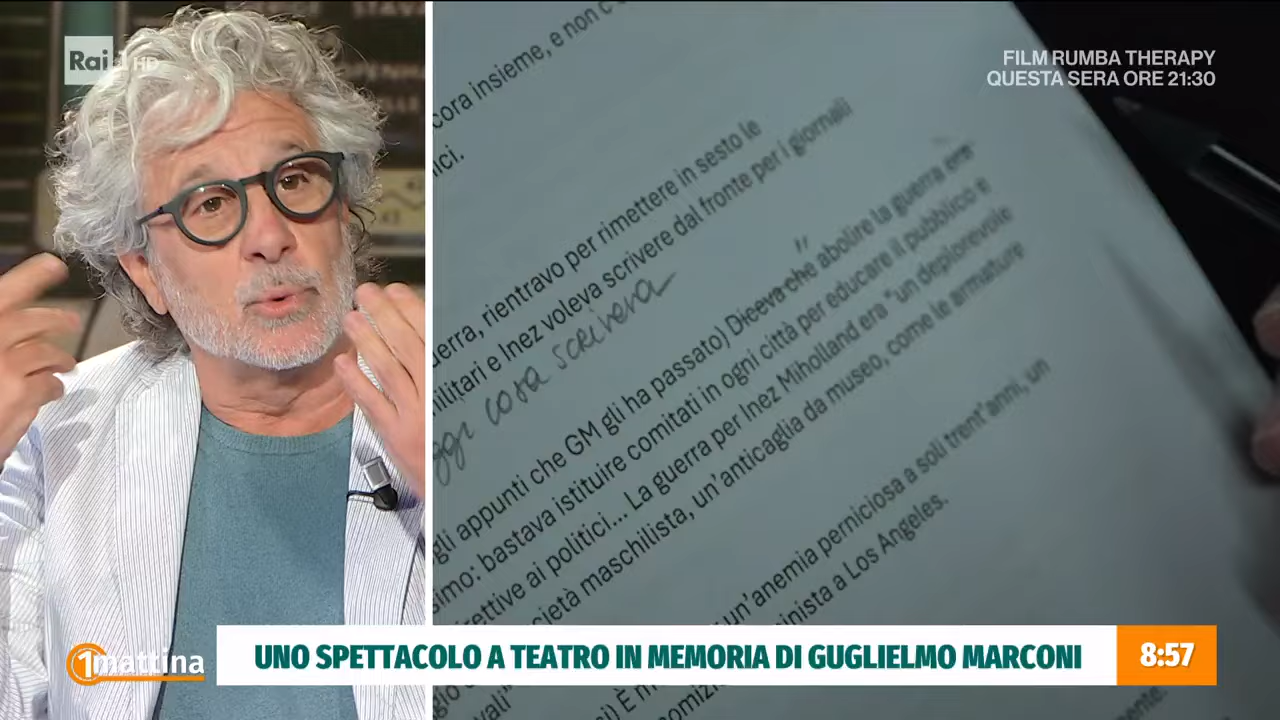 Rai 1 HD
FILM RUMBA THERAPY
QUESTA SERA ORE 21:30
cora insieme, e non c'
ici.
uerra, rientravo per rimettere in sesto le
nilitari e Inez voleva scrivere dal fronte per i giornali
ggi cosa scriverà
gli appunti che GM gli ha passato) Diceva che abolire la guerra era
simo: bastava istituire comitati in ogni città per educare il pubblico e
irettive ai politici... La guerra per Inez Miholland era "un deplorevole
cietà maschilista, un'anticaglia da museo, come le armature
un'anemia perniciosa a soli trent'anni, un
inista a Los Angeles.
1mattina
UNO SPETTACOLO A TEATRO IN MEMORIA DI GUGLIELMO MARCONI
8:57